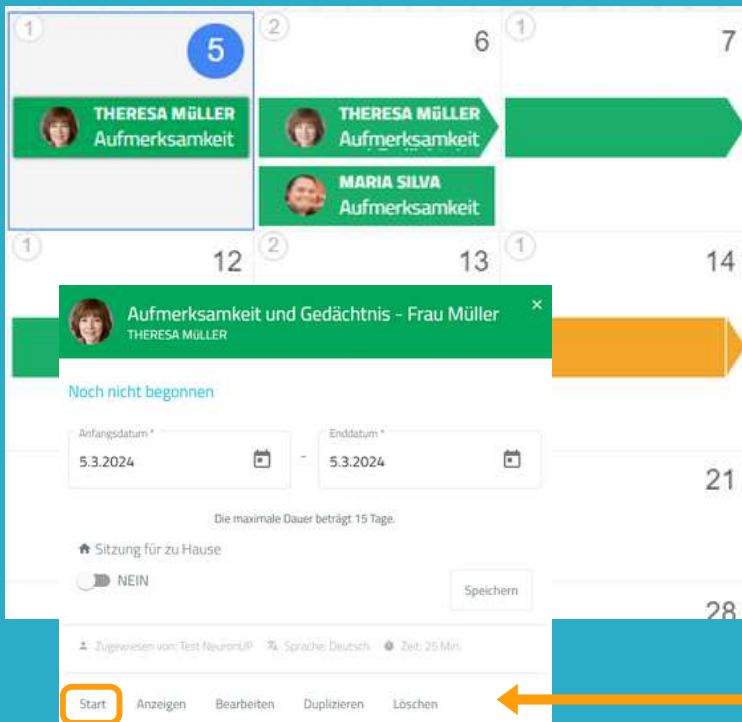 1
5
2
6
1
7
THERESA MüLLER
Aufmerksamkeit
THERESA MüLLER
Aufmerksamkeit
MARIA SILVA
Aufmerksamkeit
1
12
2
13
1
14
Aufmerksamkeit und Gedächtnis - Frau Müller
THERESA MüLLER
×
Noch nicht begonnen
Anfangsdatum *
5.3.2024
-
Enddatum *
5.3.2024
21
Die maximale Dauer beträgt 15 Tage.
Sitzung für zu Hause
NEIN
Speichern
28
Zugewiesen von: Test NeuronUP Sprache: Deutsch Zeit: 25 Min.
Start Anzeigen Bearbeiten Duplizieren Löschen